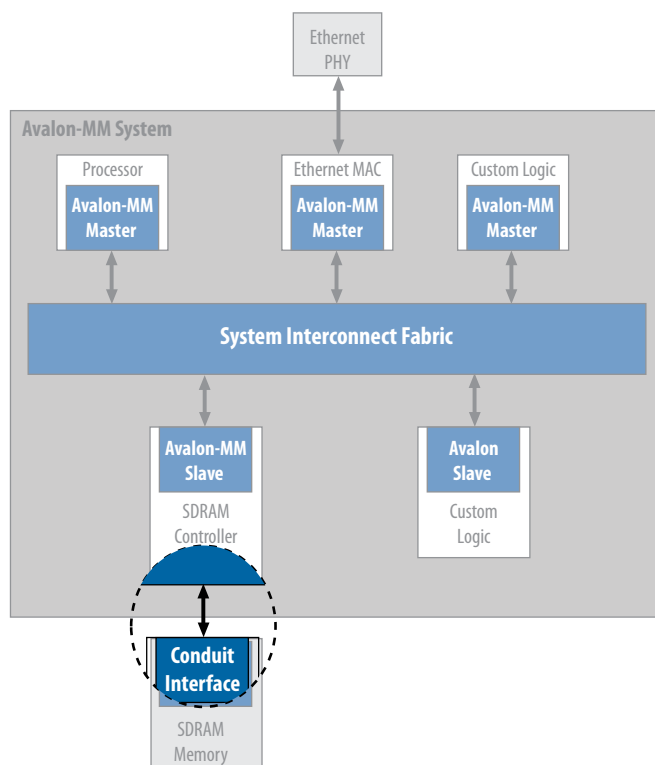 Ethernet
PHY
Avalon-MM System
Processor
Avalon-MM
Master
Ethernet MAC
Avalon-MM
Master
Custom Logic
Avalon-MM
Master
System Interconnect Fabric
Avalon-MM
Slave
SDRAM
Controller
Avalon
Slave
Custom
Logic
Conduit
Interface
SDRAM
Memory